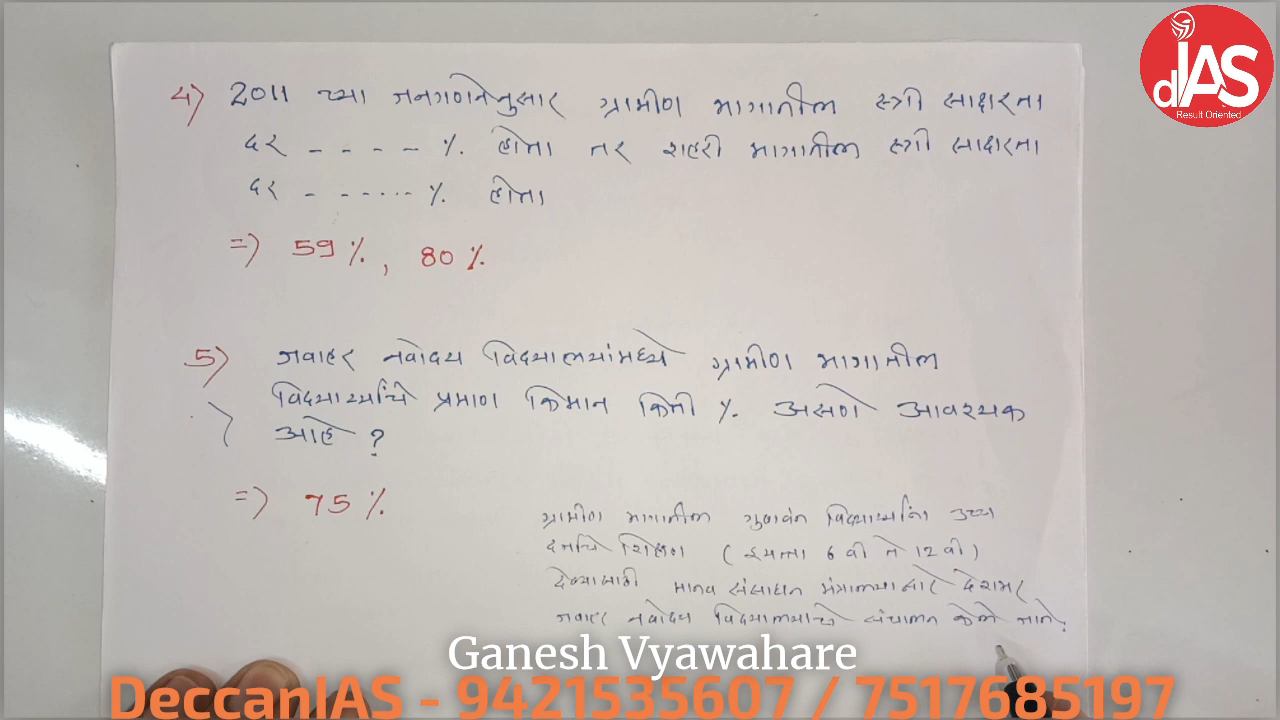 dIAS
Result Oriented
4) 2011 च्या जनगणनेनुसार ग्रामीण भागातील स्त्री साक्षरता
दर - - - - %. होता तर शहरी भागातील स्त्री साक्षरता
दर - - - ... %. होता
=) 59 %. , 80 %.
5) जवाहर नवोदय विद्यालयांमध्ये ग्रामीण भागातील
विद्यार्थ्यांचे प्रमाण किमान किती %. असणे आवश्यक
आहे ?
=) 75 %.
ग्रामीण भागातील गुणवंत विद्यार्थ्यांना उच्च
दर्जाचे शिक्षण ( इयत्ता 6 वी ते 12 वी )
देण्यासाठी मानव संसाधन मंत्रालयाद्वारे देशभर
जवाहर नवोदय विद्यालयाचे संचालन केले जाते.
Ganesh Vyawahare
DeccanIAS - 9421535607 / 7517685197